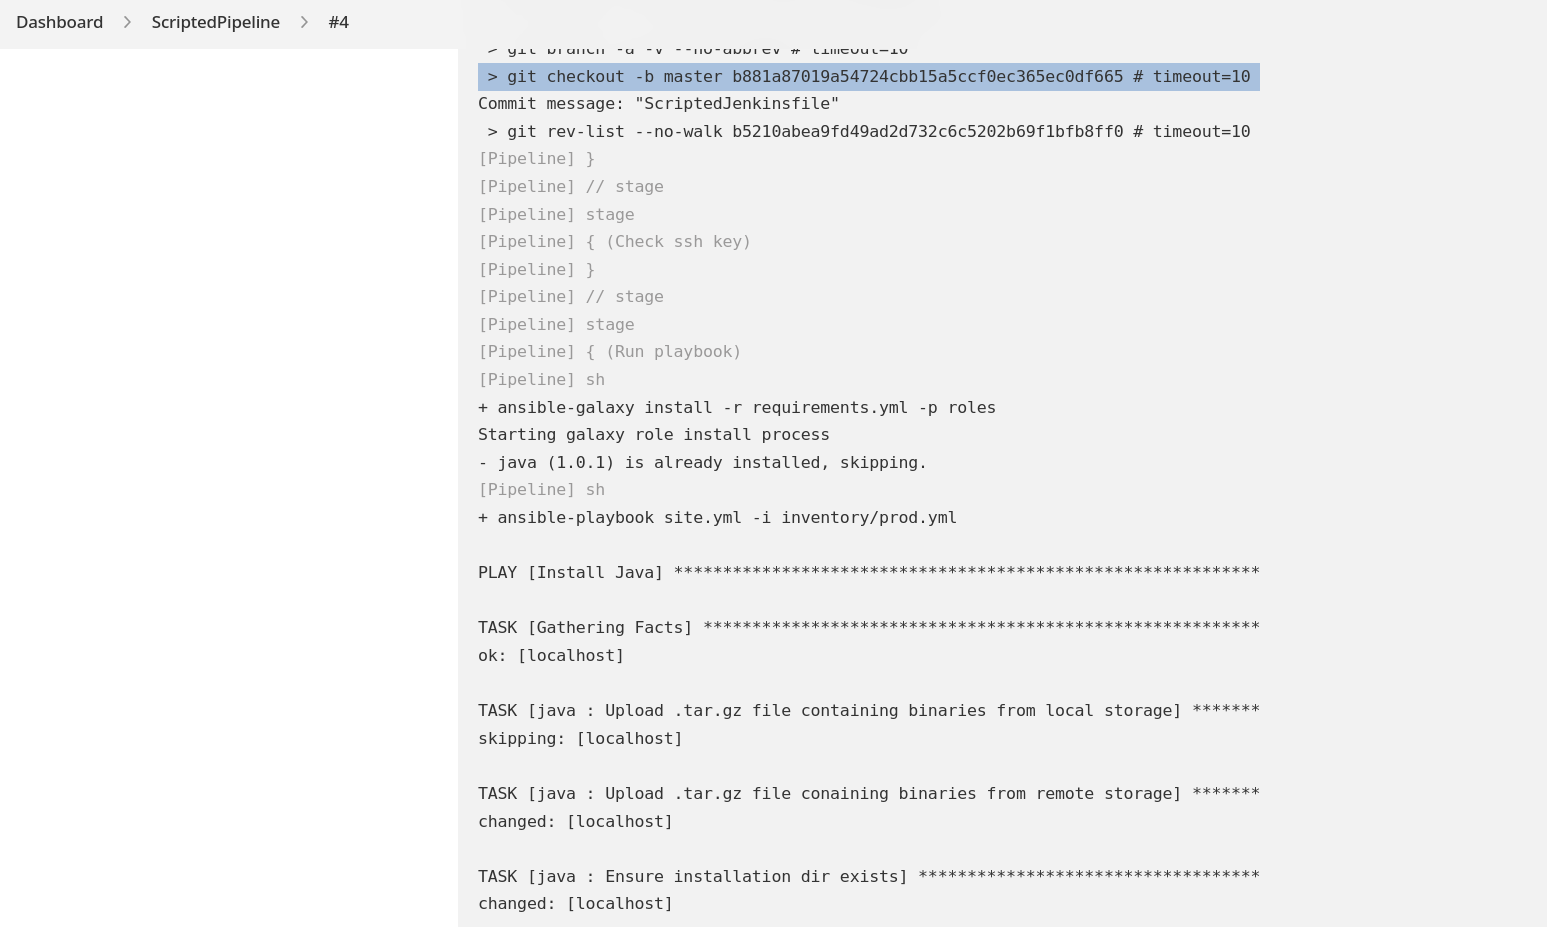 Dashboard > ScriptedPipeline > #4
> git branch -a -v --no-abbrev # timeout=10
> git checkout -b master b881a87019a54724cbb15a5ccf0ec365ec0df665 # timeout=10
Commit message: "ScriptedJenkinsfile"
> git rev-list --no-walk b5210abea9fd49ad2d732c6c5202b69f1bfb8ff0 # timeout=10
[Pipeline] }
[Pipeline] // stage
[Pipeline] stage
[Pipeline] { (Check ssh key)
[Pipeline] }
[Pipeline] // stage
[Pipeline] stage
[Pipeline] { (Run playbook)
[Pipeline] sh
+ ansible-galaxy install -r requirements.yml -p roles
Starting galaxy role install process
- java (1.0.1) is already installed, skipping.
[Pipeline] sh
+ ansible-playbook site.yml -i inventory/prod.yml
PLAY [Install Java] ************************************************************
TASK [Gathering Facts] *********************************************************
ok: [localhost]
TASK [java : Upload .tar.gz file containing binaries from local storage] *******
skipping: [localhost]
TASK [java : Upload .tar.gz file conaining binaries from remote storage] *******
changed: [localhost]
TASK [java : Ensure installation dir exists] ***********************************
changed: [localhost]